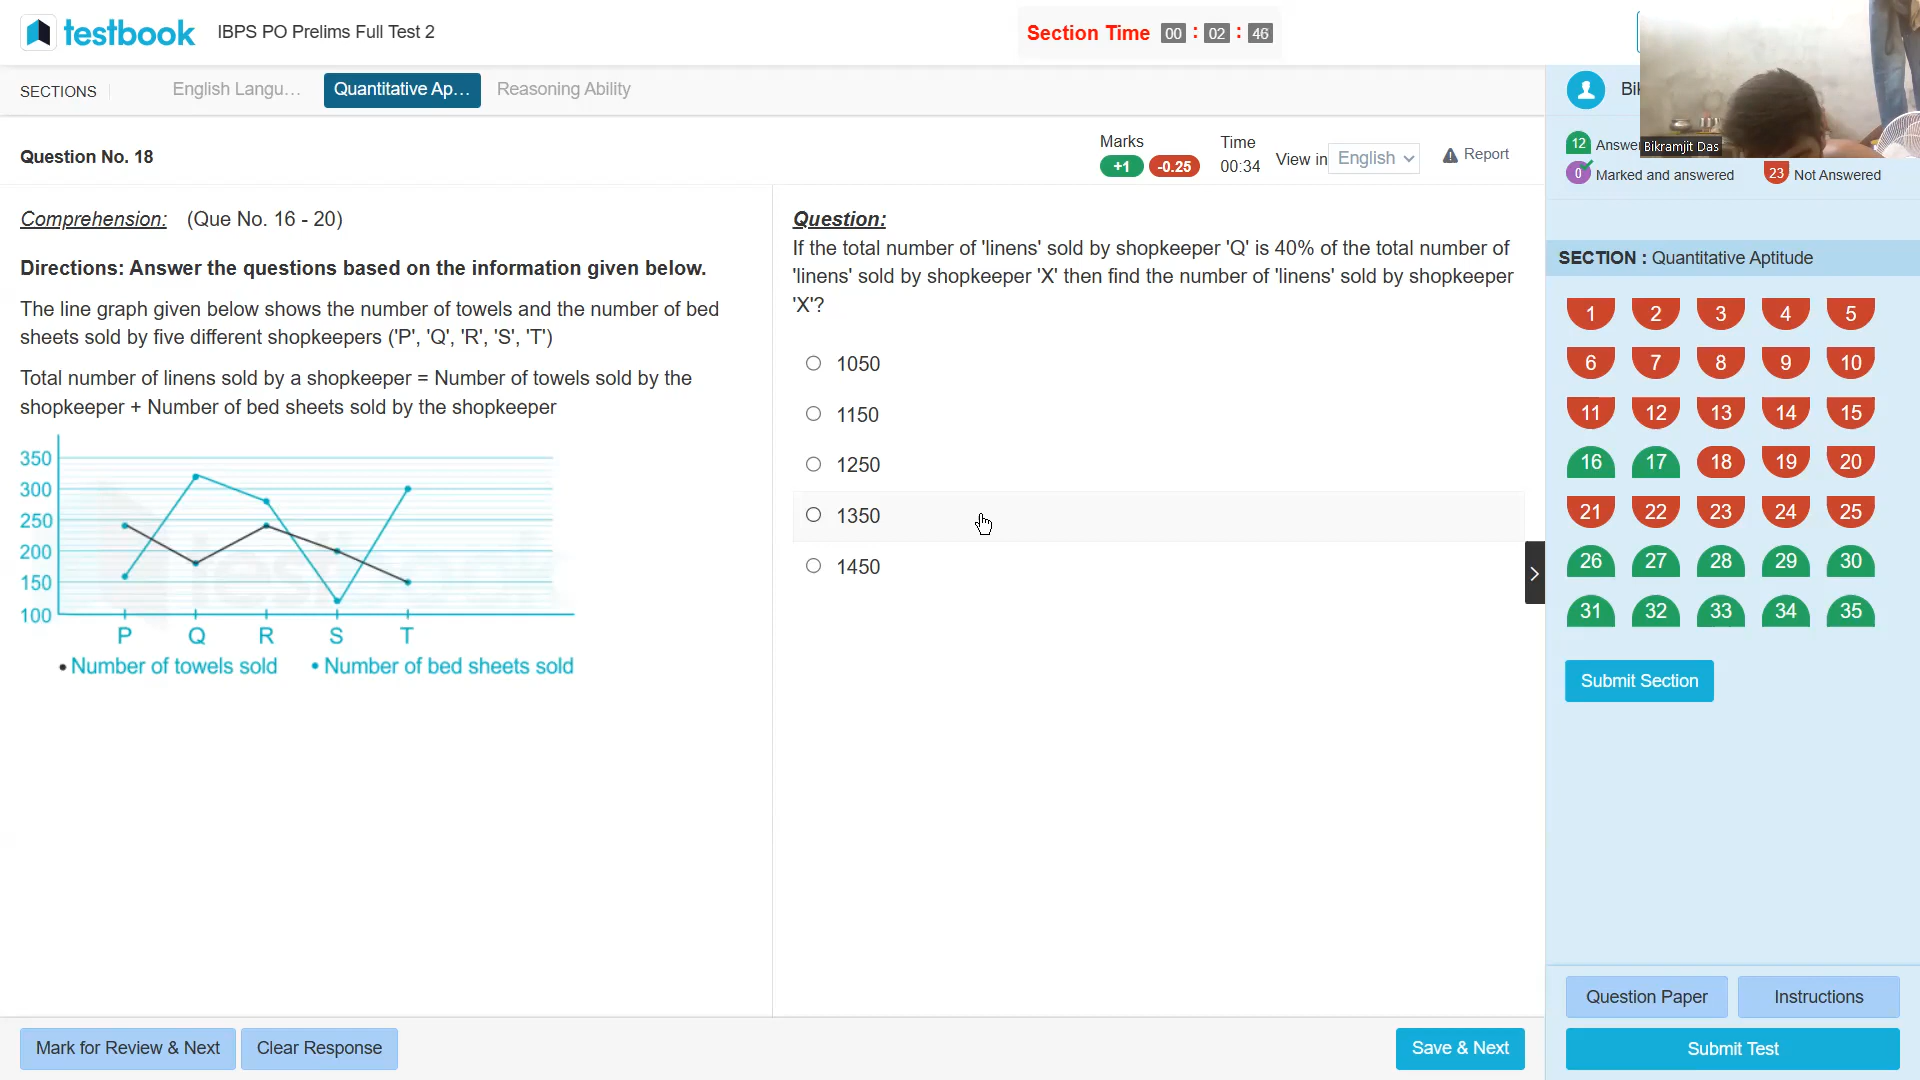 testbook
IBPS PO Prelims Full Test 2
Section Time 00 : 02 : 46
SECTIONS
English Langu...
Quantitative Ap...
Reasoning Ability
Question No. 18
Marks
+1 -0.25
Time
00:34
View in English
Report
Comprehension: (Que No. 16 - 20)
Directions: Answer the questions based on the information given below.
The line graph given below shows the number of towels and the number of bed
sheets sold by five different shopkeepers ('P', 'Q', 'R', 'S', 'T')
Total number of linens sold by a shopkeeper = Number of towels sold by the
shopkeeper + Number of bed sheets sold by the shopkeeper
350
300
250
200
150
100
P Q R S T
• Number of towels sold • Number of bed sheets sold
Question:
If the total number of 'linens' sold by shopkeeper 'Q' is 40% of the total number of
'linens' sold by shopkeeper 'X' then find the number of 'linens' sold by shopkeeper
'X'?
1050
1150
1250
1350
1450
Mark for Review & Next
Clear Response
Save & Next
Bikramjit Das
12
0 Marked and answered
23 Not Answered
SECTION : Quantitative Aptitude
1 2 3 4 5
6 7 8 9 10
11 12 13 14 15
16 17 18 19 20
21 22 23 24 25
26 27 28 29 30
31 32 33 34 35
Submit Section
Question Paper
Instructions
Submit Test